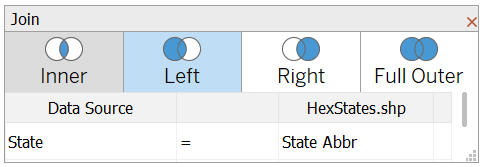 Join
Inner Left Right Full Outer
Data Source HexStates.shp
State = State Abbr